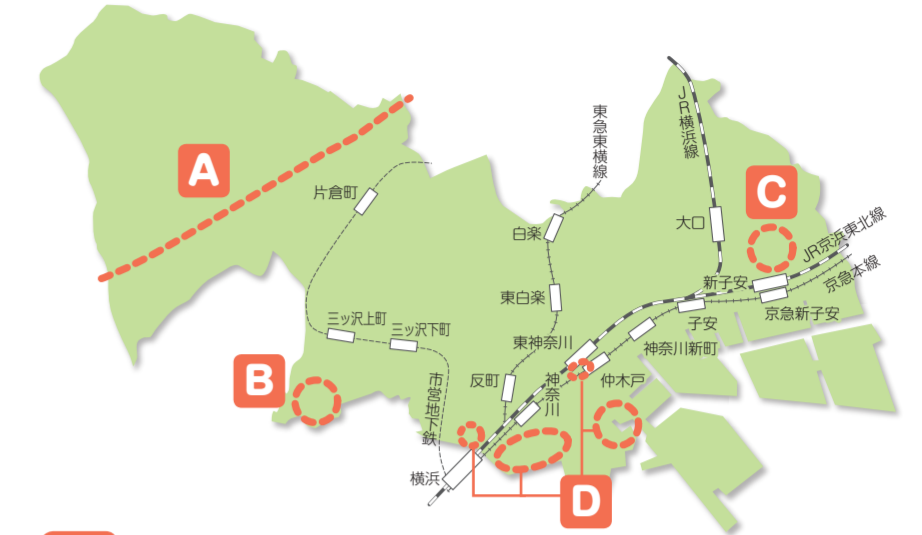 東急東横線
JR横浜線
A
片倉町
C
白楽
大口
JR京浜東北線
京急本線
新子安
東白楽
京急新子安
三ッ沢上町
三ッ沢下町
子安
東神奈川
神奈川新町
B
市営地下鉄
反町
神奈川
仲木戸
横浜
D